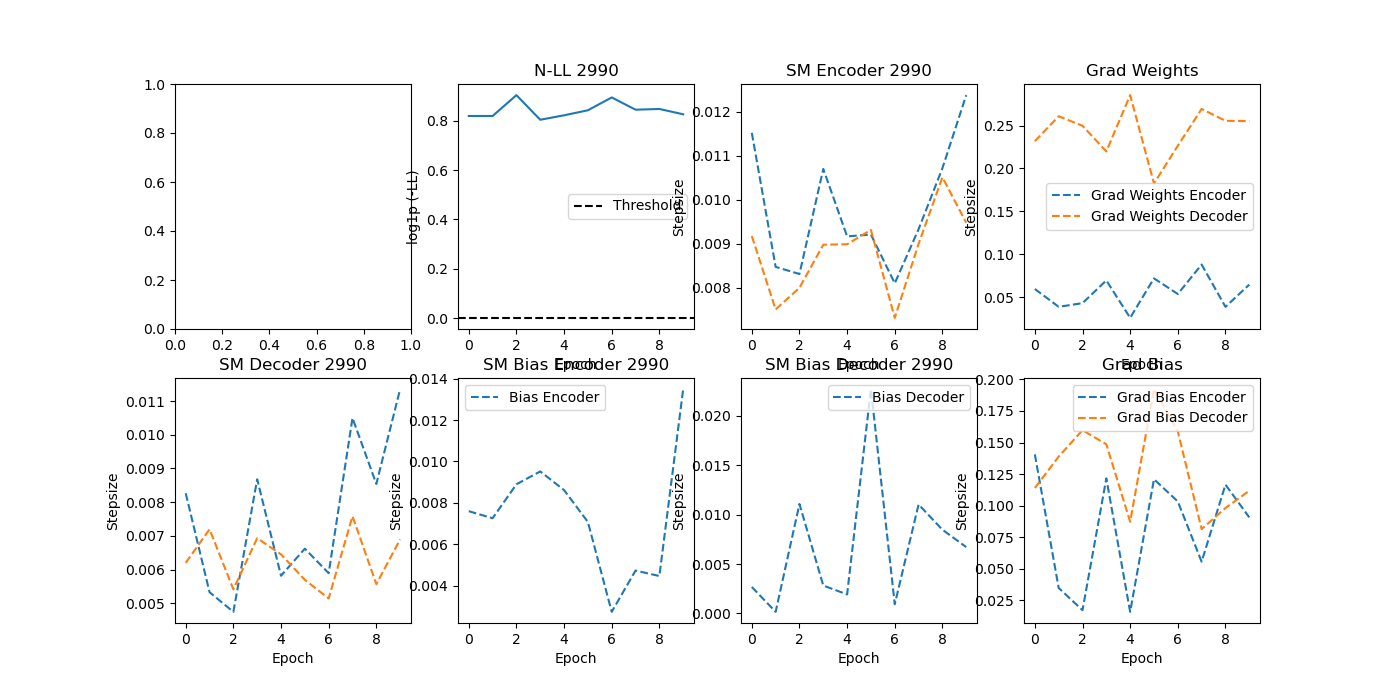 N-LL 2990
SM Encoder 2990
Grad Weights
1.0
0.8
0.6
0.4
0.2
0.0
0.0 0.2 0.4 0.6 0.8 1.0
log1p (-LL)
0.8
0.6
0.4
0.2
0.0
Threshold
0 2 4 6 8
Epoch
Stepsize
0.012
0.011
0.010
0.009
0.008
0 2 4 6 8
Epoch
Stepsize
0.25
0.20
0.15
0.10
0.05
Grad Weights Encoder
Grad Weights Decoder
0 2 4 6 8
Epoch
SM Decoder 2990
SM Bias Encoder 2990
SM Bias Decoder 2990
Grad Bias
Stepsize
0.011
0.010
0.009
0.008
0.007
0.006
0.005
0 2 4 6 8
Epoch
Stepsize
0.014
0.012
0.010
0.008
0.006
0.004
Bias Encoder
0 2 4 6 8
Epoch
Stepsize
0.020
0.015
0.010
0.005
0.000
Bias Decoder
0 2 4 6 8
Epoch
Stepsize
0.200
0.175
0.150
0.125
0.100
0.075
0.050
0.025
Grad Bias Encoder
Grad Bias Decoder
0 2 4 6 8
Epoch